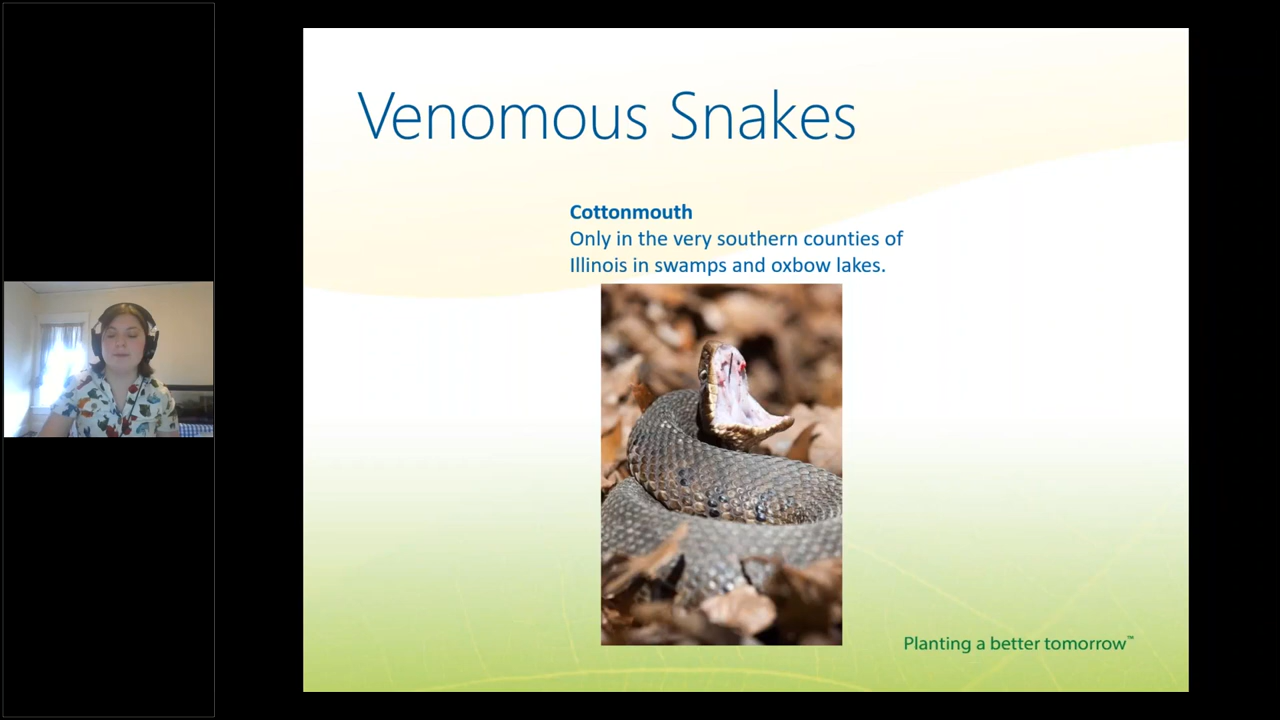 Venomous Snakes
Cottonmouth
Only in the very southern counties of
Illinois in swamps and oxbow lakes.
Planting a better tomorrow™